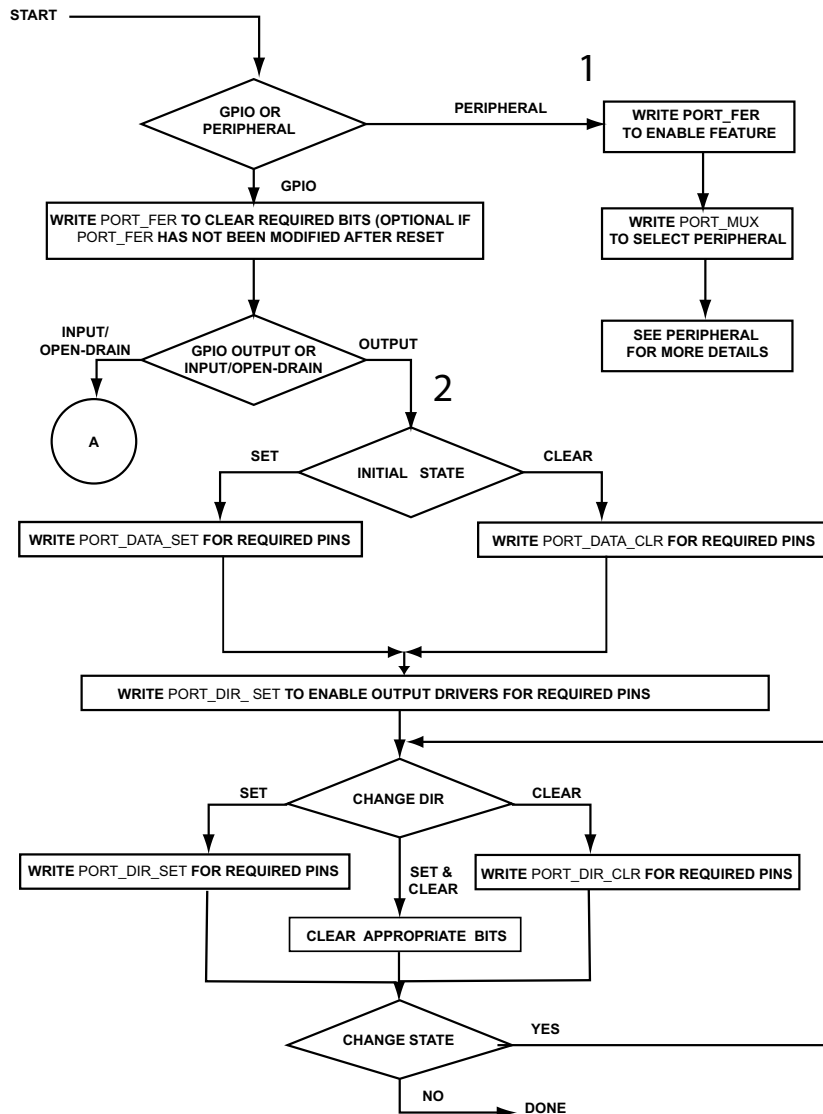 START
1
GPIO OR
PERIPHERAL
PERIPHERAL
WRITE PORT_FER
TO ENABLE FEATURE
GPIO
WRITE PORT_FER TO CLEAR REQUIRED BITS (OPTIONAL IF
PORT_FER HAS NOT BEEN MODIFIED AFTER RESET
WRITE PORT_MUX
TO SELECT PERIPHERAL
INPUT/
OPEN-DRAIN
GPIO OUTPUT OR
INPUT/OPEN-DRAIN
OUTPUT
SEE PERIPHERAL
FOR MORE DETAILS
2
A
SET
INITIAL STATE
CLEAR
WRITE PORT_DATA_SET FOR REQUIRED PINS
WRITE PORT_DATA_CLR FOR REQUIRED PINS
WRITE PORT_DIR_ SET TO ENABLE OUTPUT DRIVERS FOR REQUIRED PINS
SET
CHANGE DIR
CLEAR
WRITE PORT_DIR_SET FOR REQUIRED PINS
SET &
CLEAR
WRITE PORT_DIR_CLR FOR REQUIRED PINS
CLEAR APPROPRIATE BITS
CHANGE STATE
YES
NO
DONE